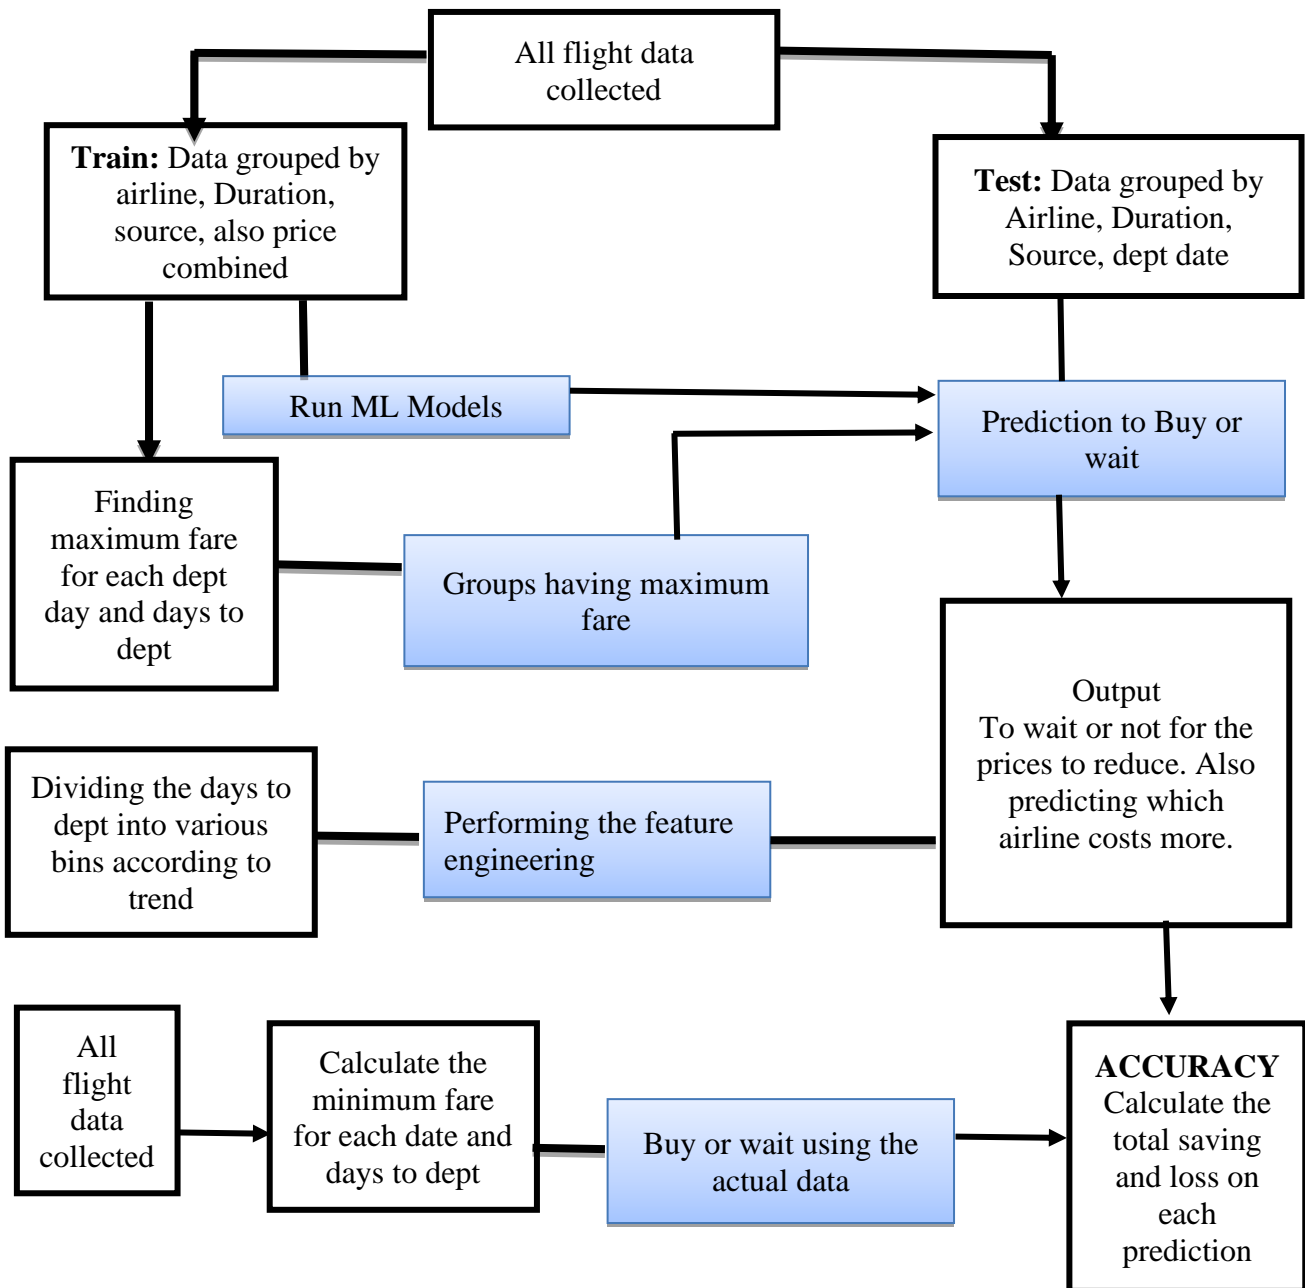 All flight data
collected
Train: Data grouped by
airline, Duration,
source, also price
combined
Test: Data grouped by
Airline, Duration,
Source, dept date
Run ML Models
Prediction to Buy or
wait
Finding
maximum fare
for each dept
day and days to
dept
Groups having maximum
fare
Output
To wait or not for the
prices to reduce. Also
predicting which
airline costs more.
Dividing the days to
dept into various
bins according to
trend
Performing the feature
engineering
All
flight
data
collected
Calculate the
minimum fare
for each date and
days to dept
Buy or wait using the
actual data
ACCURACY
Calculate the
total saving
and loss on
each
prediction